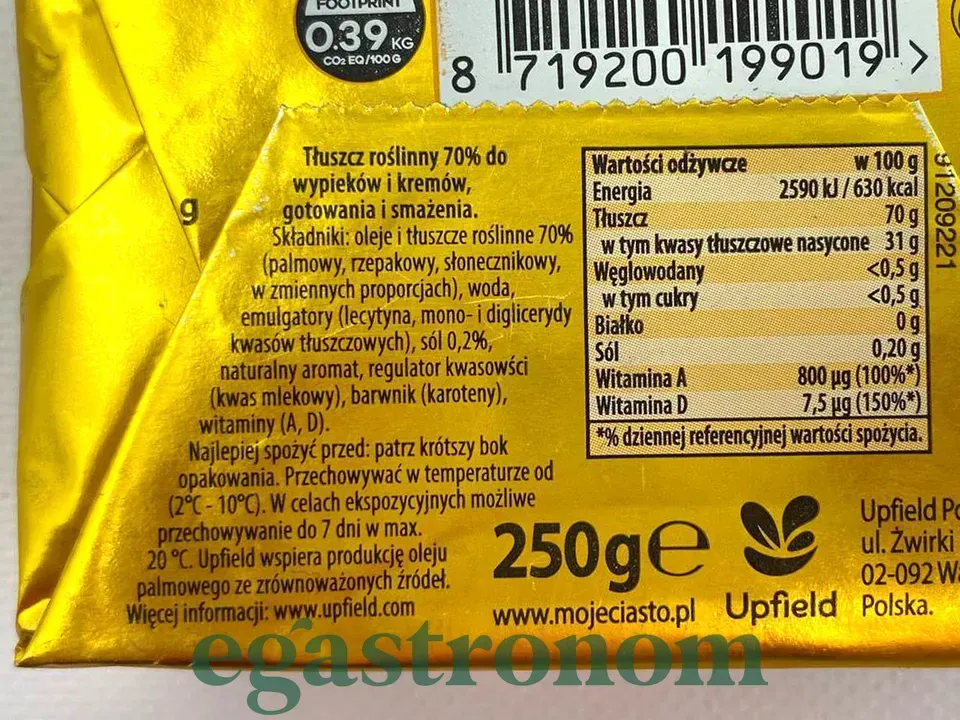 FOOTPRINT
0.39 KG
CO₂ EQ/100 G
8 719200 199019 >
g
Tłuszcz roślinny 70% do
wypieków i kremów,
gotowania i smażenia.
Składniki: oleje i tłuszcze roślinne 70%
(palmowy, rzepakowy, słonecznikowy,
w zmiennych proporcjach), woda,
emulgatory (lecytyna, mono- i diglicerydy
kwasów tłuszczowych), sól 0,2%,
naturalny aromat, regulator kwasowości
(kwas mlekowy), barwnik (karoteny),
witaminy (A, D).
Najlepiej spożyć przed: patrz krótszy bok
opakowania. Przechowywać w temperaturze od
(2°C - 10°C). W celach ekspozycyjnych możliwe
przechowywanie do 7 dni w max.
20 °C. Upfield wspiera produkcję oleju
palmowego ze zrównoważonych źródeł.
Więcej informacji: www.upfield.com
Wartości odżywcze w 100 g
Energia 2590 kJ / 630 kcal
Tłuszcz 70 g
w tym kwasy tłuszczowe nasycone 31 g
Węglowodany <0,5 g
w tym cukry <0,5 g
Białko 0 g
Sól 0,20 g
Witamina A 800 µg (100%*)
Witamina D 7,5 µg (150%*)
*% dziennej referencyjnej wartości spożycia.
91209221
250g e
www.mojeciasto.pl
Upfield
Upfield
ul. Żwirki
02-092
Polska.
egastronom